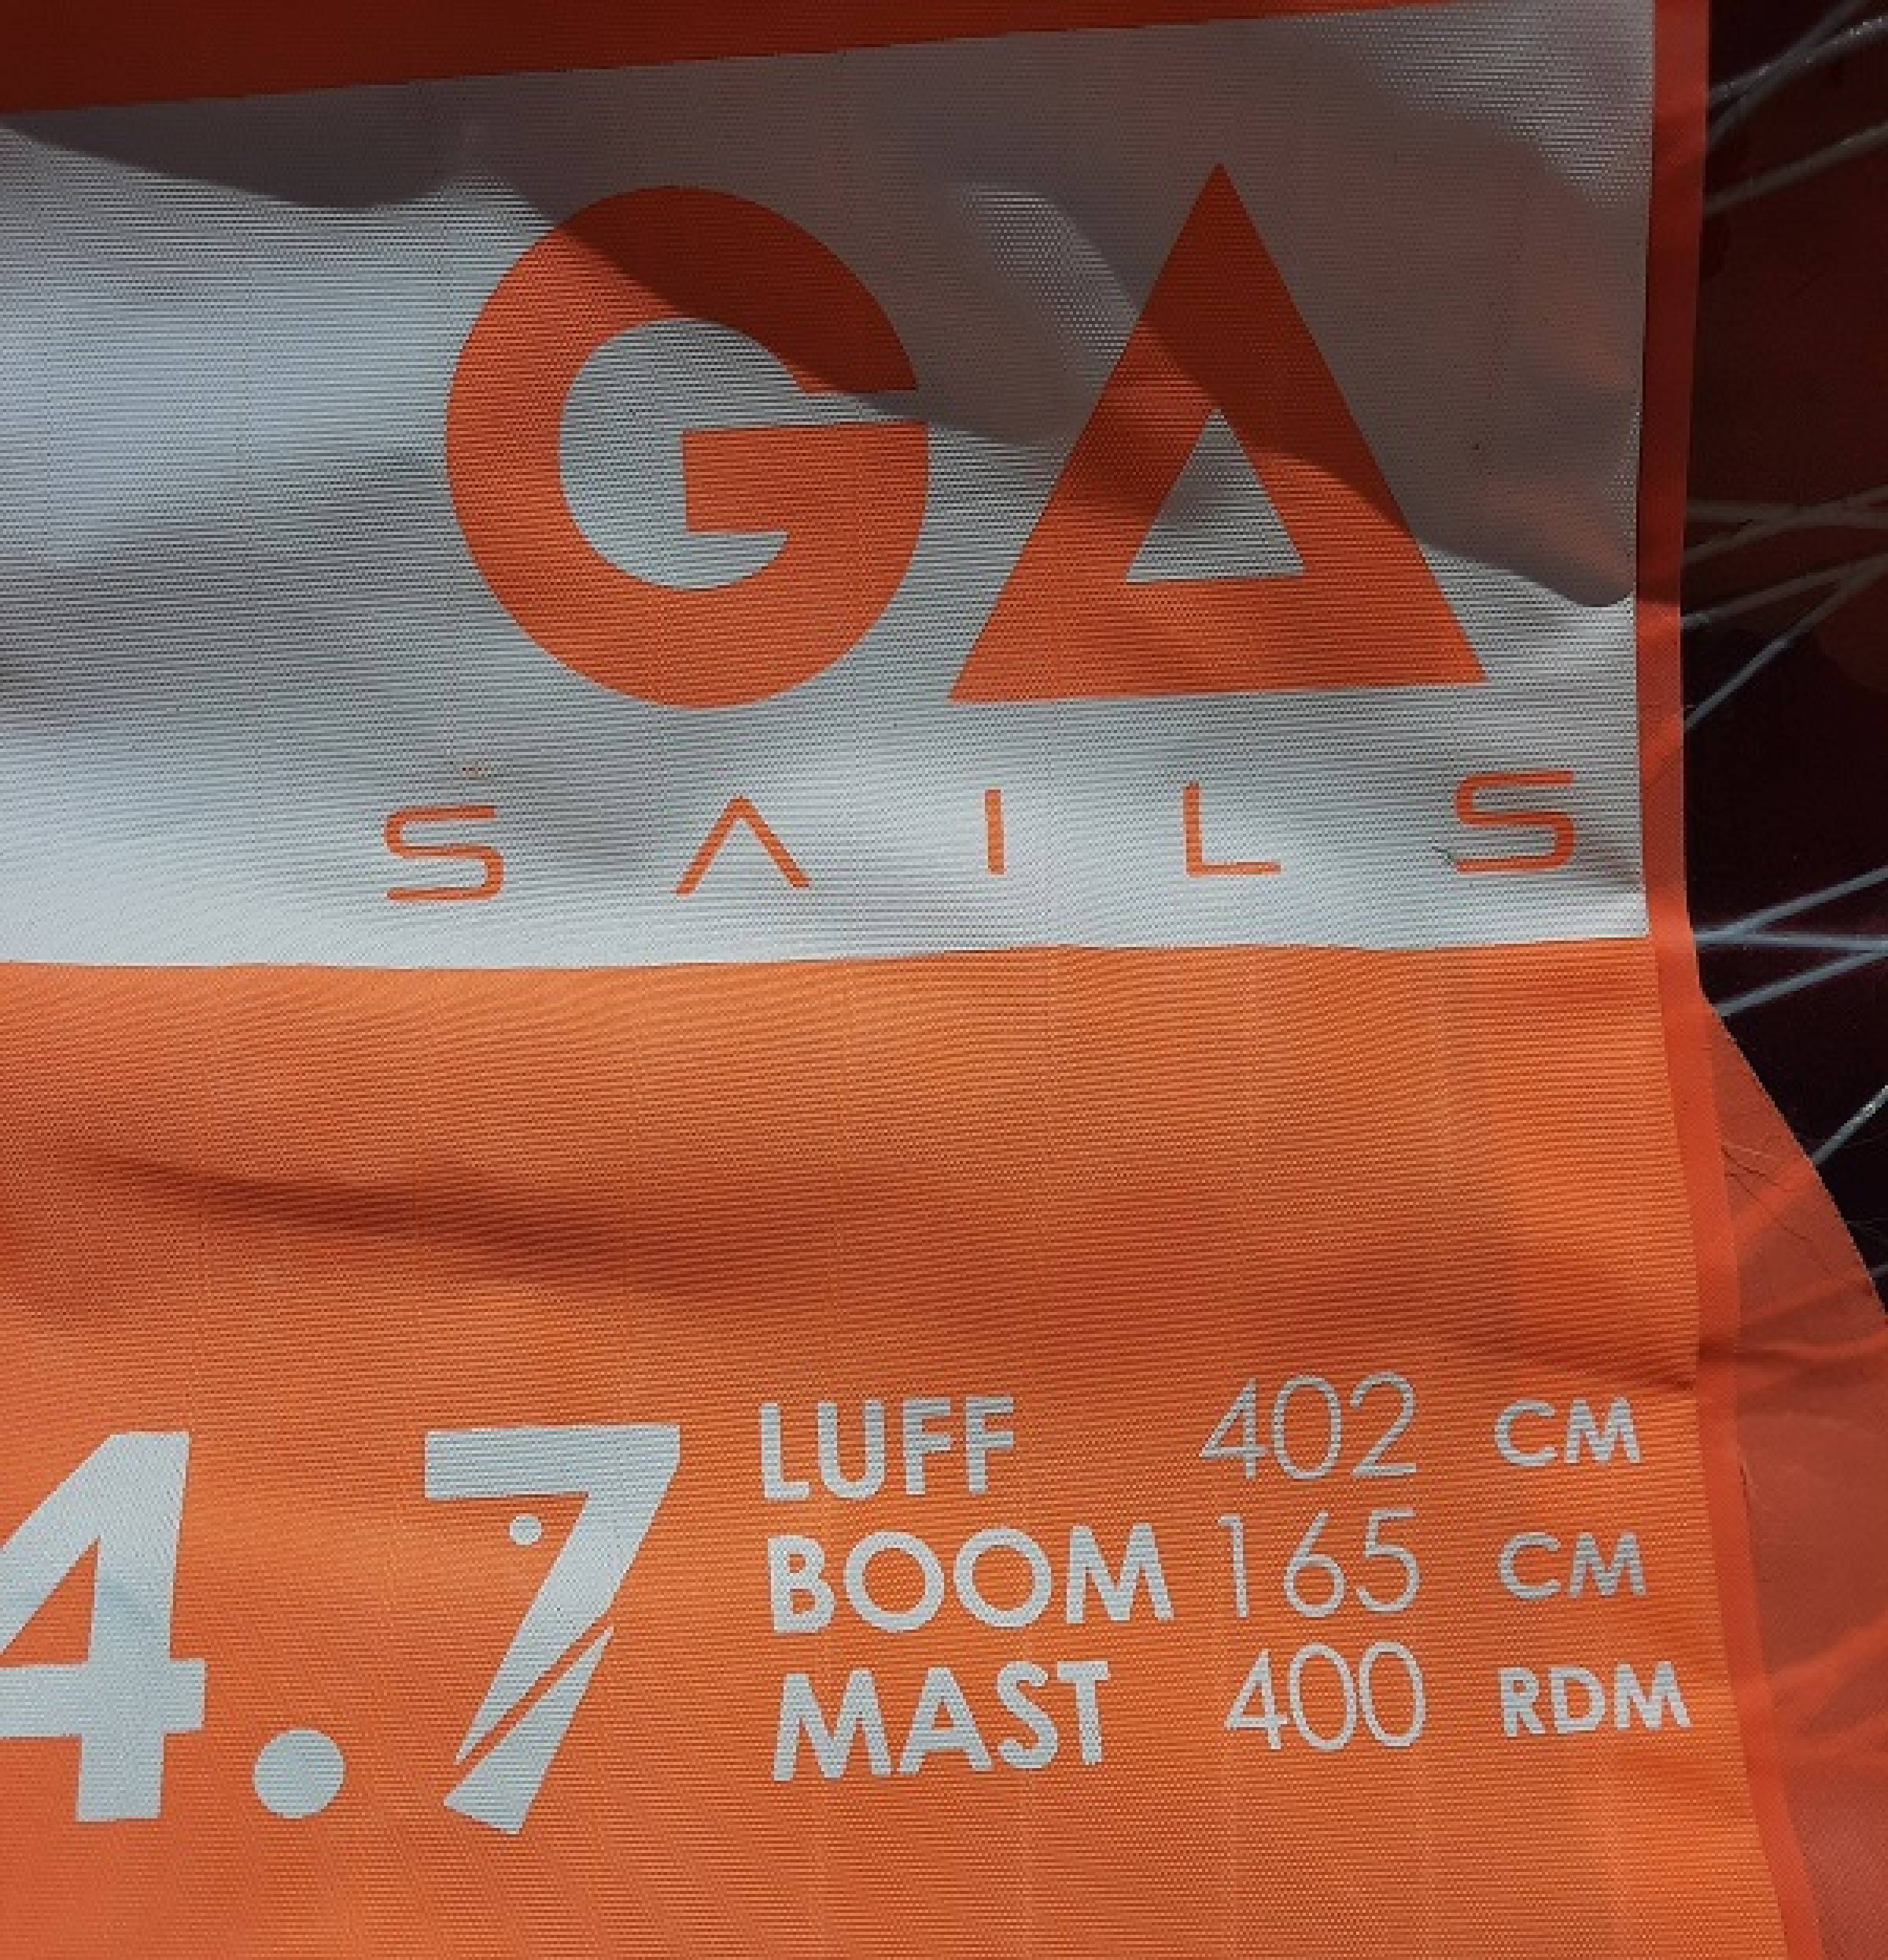 GA
SAILS
4.7
LUFF 402 CM
BOOM 165 CM
MAST 400 RDM